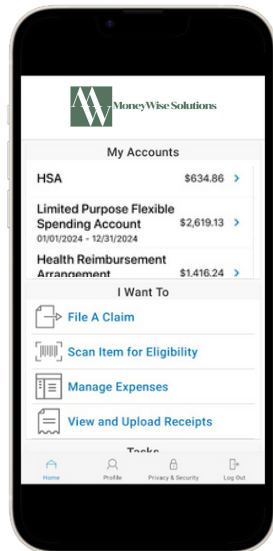 MoneyWise Solutions
My Accounts
HSA $634.86
Limited Purpose Flexible
Spending Account $2,619.13
01/01/2024 - 12/31/2024
Health Reimbursement
Arrangement $1,416.24
I Want To
File A Claim
Scan Item for Eligibility
Manage Expenses
View and Upload Receipts
Tasks
Home Profile Privacy & Security Log Out